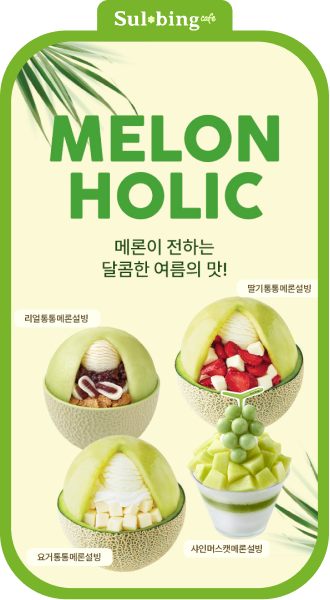 Sul*bing cafe
MELON
HOLIC
메론이 전하는
달콤한 여름의 맛!
딸기통통메론설빙
리얼통통메론설빙
요거통통메론설빙
샤인머스캣메론설빙